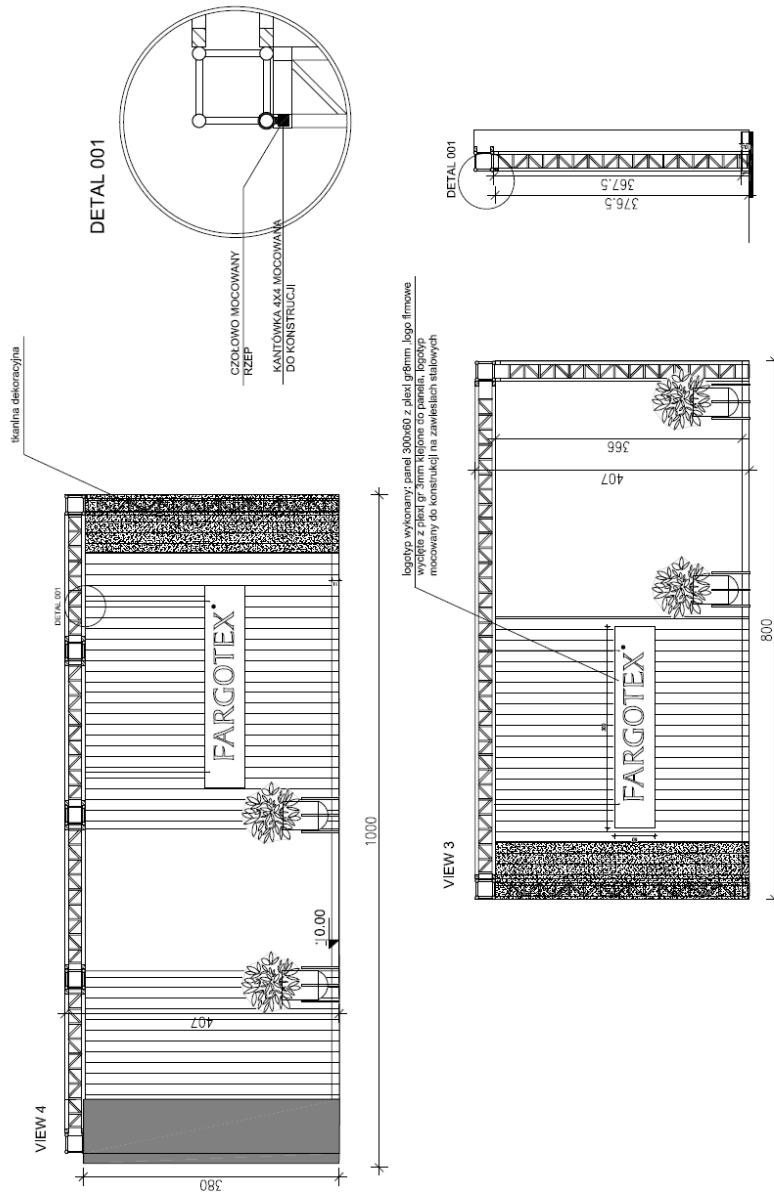 VIEW 4
380
407
1000
0.00
FARGOTEX
DETAL 001
tkanina dekoracyjna
DETAL 001
CZOŁOWO MOCOWANY
RZEP
KANTÓWKA 4X4 MOCOWANA
DO KONSTRUKCJI
VIEW 3
FARGOTEX
300
logotyp wykonany: panel 300x60 z plexi gr8mm ,logo firmowe
wycięte z plexi gr 3mm klejone do panela, logotyp
mocowany do konstrukcji na zawiesiach stalowych
407
366
800
DETAL 001
367.5
376.5